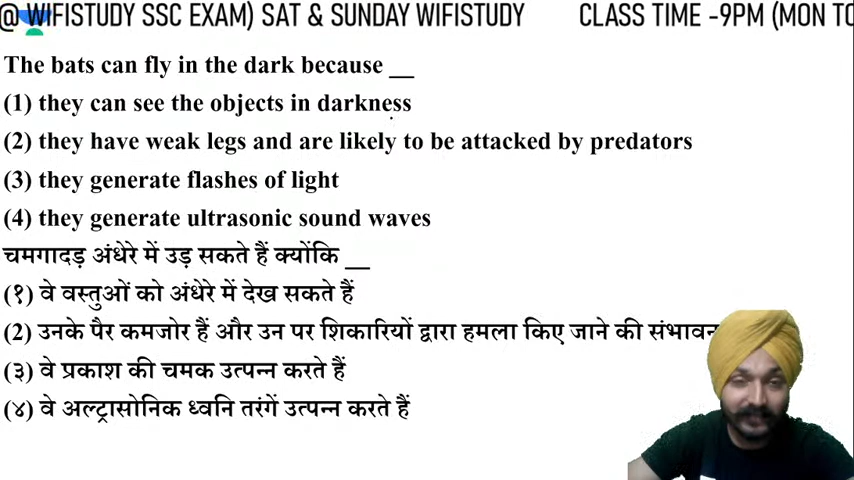 @ WIFISTUDY SSC EXAM) SAT & SUNDAY WIFISTUDY CLASS TIME -9PM (MON TO
The bats can fly in the dark because __
(1) they can see the objects in darkness
(2) they have weak legs and are likely to be attacked by predators
(3) they generate flashes of light
(4) they generate ultrasonic sound waves
चमगादड़ अंधेरे में उड़ सकते हैं क्योंकि __
(१) वे वस्तुओं को अंधेरे में देख सकते हैं
(2) उनके पैर कमजोर हैं और उन पर शिकारियों द्वारा हमला किए जाने की संभावन
(३) वे प्रकाश की चमक उत्पन्न करते हैं
(४) वे अल्ट्रासोनिक ध्वनि तरंगें उत्पन्न करते हैं